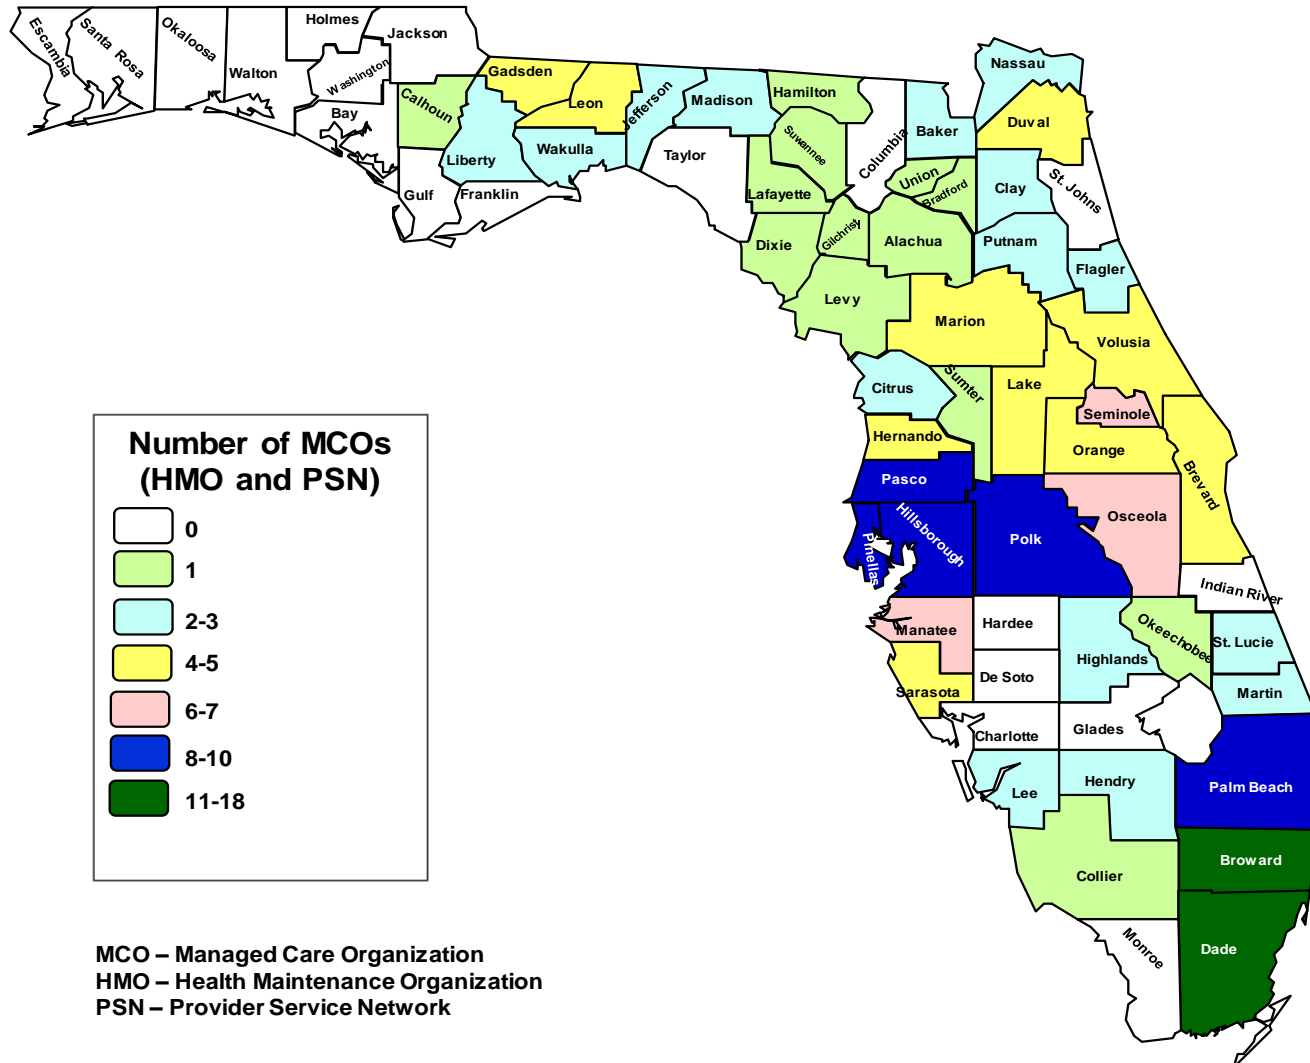 Escambia
Santa Rosa
Okaloosa
Walton
Holmes
Jackson
Washington
Bay
Calhoun
Gulf
Gadsden
Leon
Liberty
Wakulla
Franklin
Jefferson
Madison
Taylor
Hamilton
Suwannee
Lafayette
Columbia
Baker
Nassau
Duval
Union
Bradford
Clay
St. Johns
Dixie
Gilchrist
Alachua
Putnam
Flagler
Levy
Marion
Volusia
Citrus
Sumter
Lake
Seminole
Hernando
Orange
Brevard
Pasco
Pinellas
Hillsborough
Polk
Osceola
Indian River
Manatee
Hardee
Highlands
Okeechobee
St. Lucie
Sarasota
De Soto
Martin
Charlotte
Glades
Lee
Hendry
Palm Beach
Collier
Broward
Monroe
Dade
Number of MCOs
(HMO and PSN)
0
1
2-3
4-5
6-7
8-10
11-18
MCO – Managed Care Organization
HMO – Health Maintenance Organization
PSN – Provider Service Network